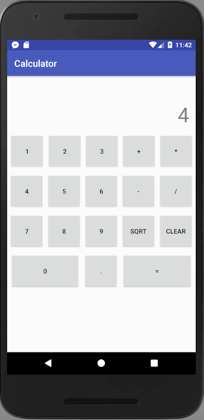 11:42
Calculator
4
1 2 3 + *
4 5 6 - /
7 8 9 SQRT CLEAR
0 . =